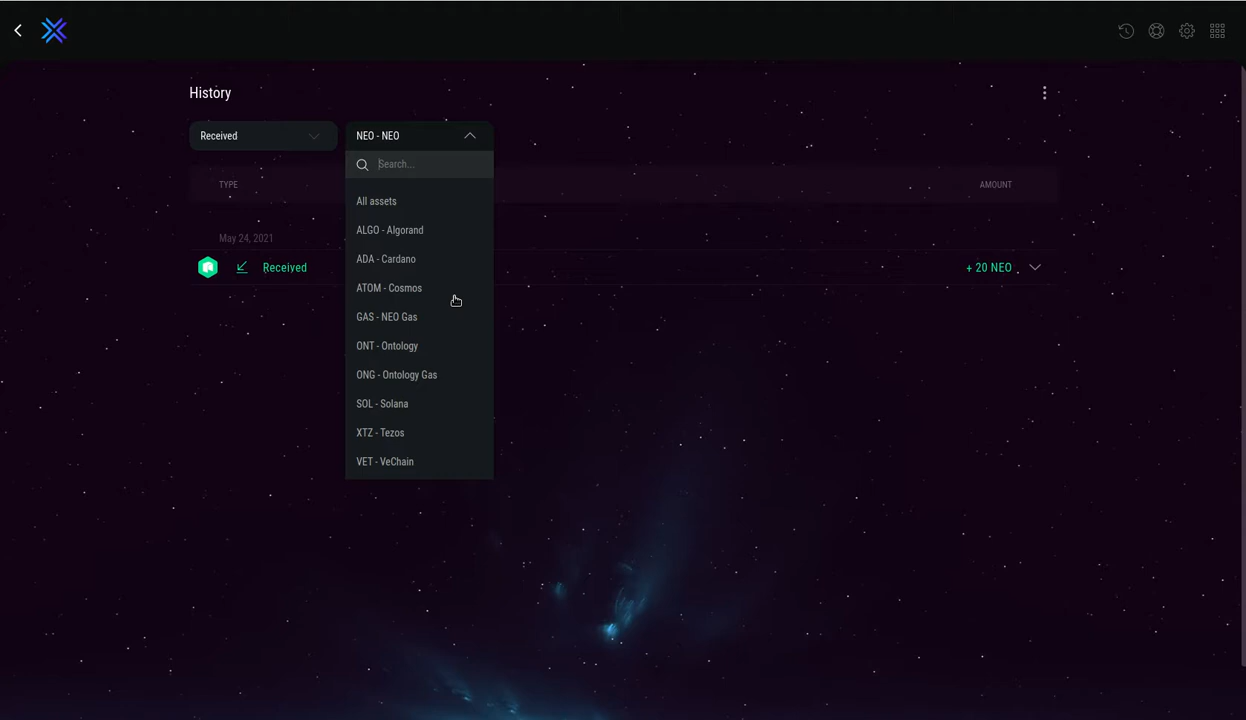 History
Received
NEO - NEO
Search...
TYPE
AMOUNT
All assets
ALGO - Algorand
May 24, 2021
ADA - Cardano
Received
+ 20 NEO
ATOM - Cosmos
GAS - NEO Gas
ONT - Ontology
ONG - Ontology Gas
SOL - Solana
XTZ - Tezos
VET - VeChain